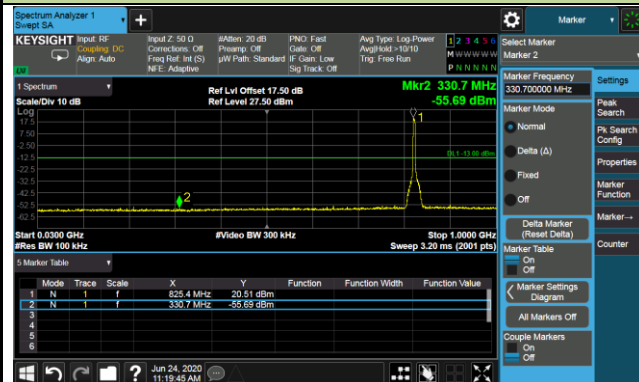 Spectrum Analyzer 1
Swept SA
+
Marker
KEYSIGHT
Input: RF
Coupling: DC
Align: Auto
Input Z: 50 Ω
Corrections: Off
Freq Ref: Int (S)
NFE: Adaptive
#Atten: 20 dB
Preamp: Off
µW Path: Standard
PNO: Fast
Gate: Off
IF Gain: Low
Sig Track: Off
Avg Type: Log-Power
Avg|Hold:>10/10
Trig: Free Run
1 2 3 4 5 6
M W W W W W
P N N N N N
LXI
Select Marker
Marker 2
1 Spectrum
Scale/Div 10 dB
Log
Ref Lvl Offset 17.50 dB
Ref Level 27.50 dBm
Mkr2 330.7 MHz
-55.69 dBm
17.5
7.50
-2.50
-12.5
-22.5
-32.5
-42.5
-52.5
-62.5
1
DL1 -13.00 dBm
2
Start 0.0300 GHz
#Res BW 100 kHz
#Video BW 300 kHz
Stop 1.0000 GHz
Sweep 3.20 ms (2001 pts)
5 Marker Table
Mode Trace Scale X Y Function Function Width Function Value
1 N 1 f 825.4 MHz 20.51 dBm
2 N 1 f 330.7 MHz -55.69 dBm
3
4
5
6
Marker Frequency
330.700000 MHz
Marker Mode
Normal
Delta (Δ)
Fixed
Off
Delta Marker
(Reset Delta)
Marker Table
On
Off
Marker Settings
Diagram
All Markers Off
Couple Markers
On
Off
Settings
Peak
Search
Pk Search
Config
Properties
Marker
Function
Marker→
Counter
?
Jun 24, 2020
11:19:45 AM